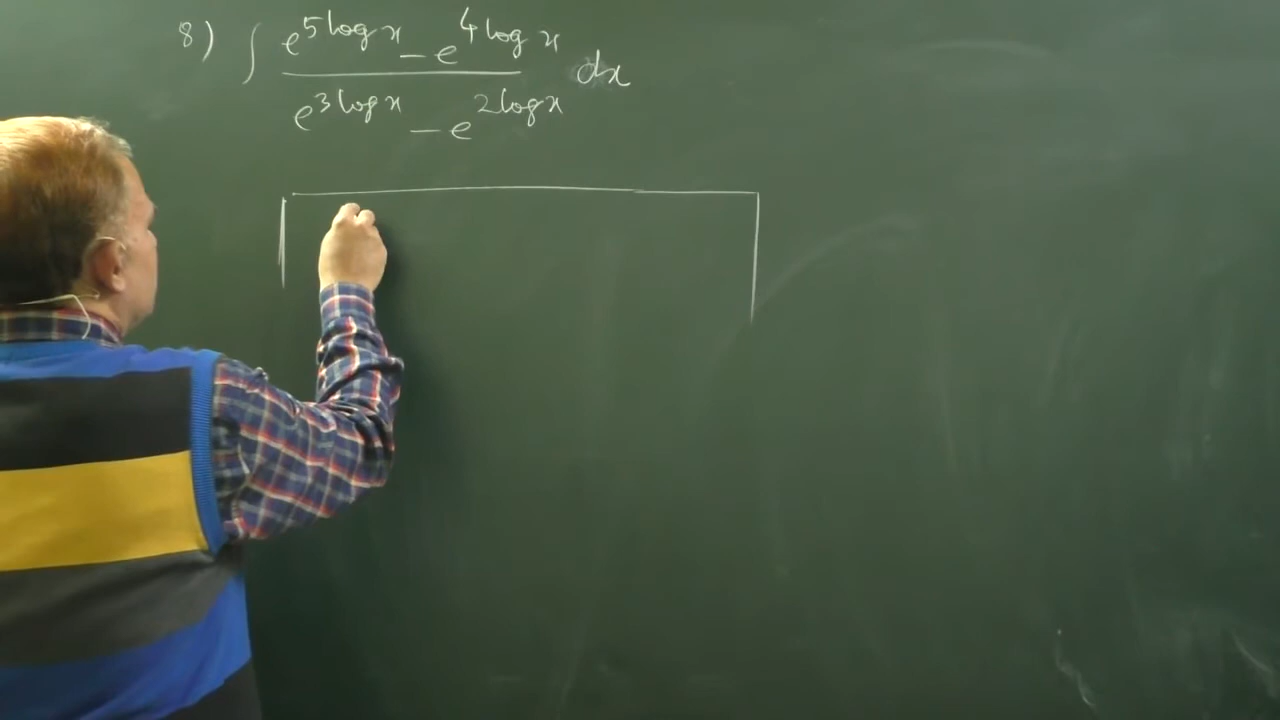 8) ∫ (e^{5 log x} - e^{4 log x}) / (e^{3 log x} - e^{2 log x}) dx